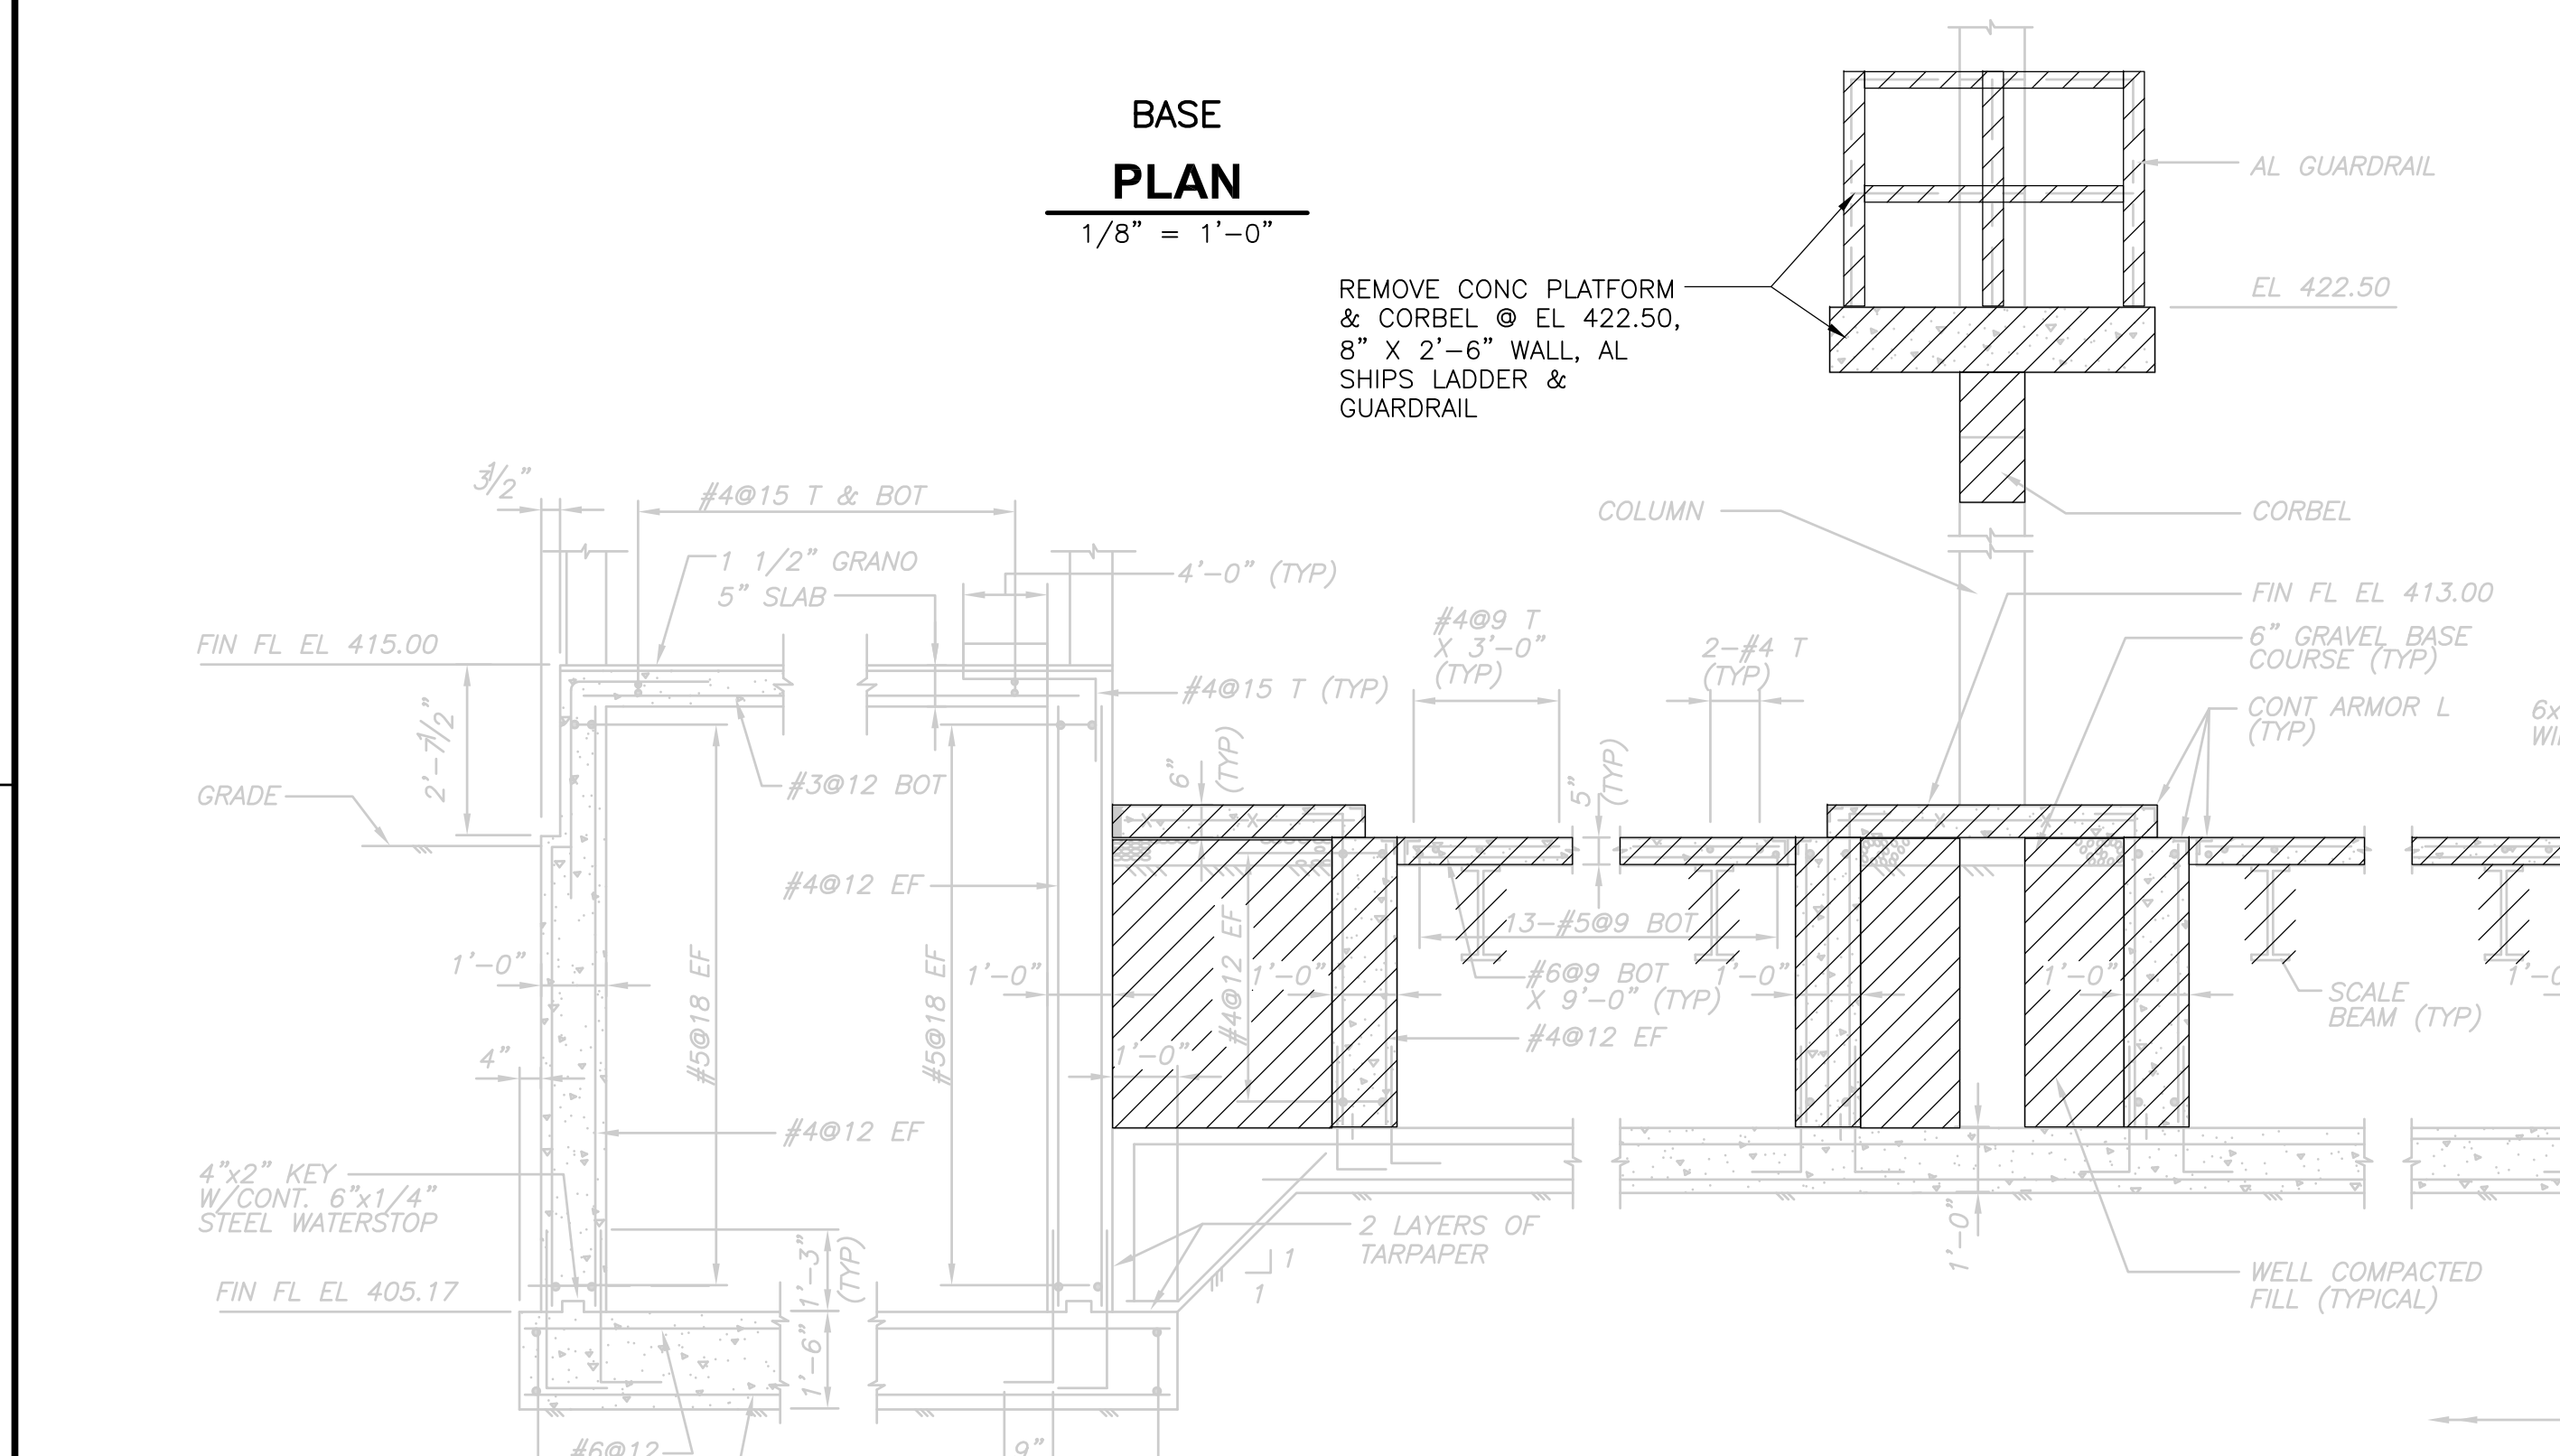 BASE
PLAN
1/8" = 1'-0"
AL GUARDRAIL
EL 422.50
REMOVE CONC PLATFORM
& CORBEL @ EL 422.50,
8" X 2'-6" WALL, AL
SHIPS LADDER &
GUARDRAIL
3 1/2"
#4@15 T & BOT
COLUMN
CORBEL
1 1/2" GRANO
5" SLAB
4'-0" (TYP)
FIN FL EL 413.00
#4@9 T
X 3'-0"
(TYP)
2-#4 T
(TYP)
6" GRAVEL BASE
COURSE (TYP)
FIN FL EL 415.00
#4@15 T (TYP)
CONT ARMOR L
(TYP)
2'-7 1/2"
6"
(TYP)
5"
(TYP)
GRADE
#3@12 BOT
#4@12 EF
13-#5@9 BOT
1'-0"
#5@18 EF
#5@18 EF
1'-0"
#4@12 EF
1'-0"
#6@9 BOT
X 9'-0" (TYP)
1'-0"
1'-0"
SCALE
BEAM (TYP)
#4@12 EF
4"
1'-0"
#4@12 EF
4"x2" KEY
W/CONT. 6"x1/4"
STEEL WATERSTOP
2 LAYERS OF
TARPAPER
1
1
1'-0"
1'-3"
(TYP)
FIN FL EL 405.17
WELL COMPACTED
FILL (TYPICAL)
1'-6"
#6@12
9"